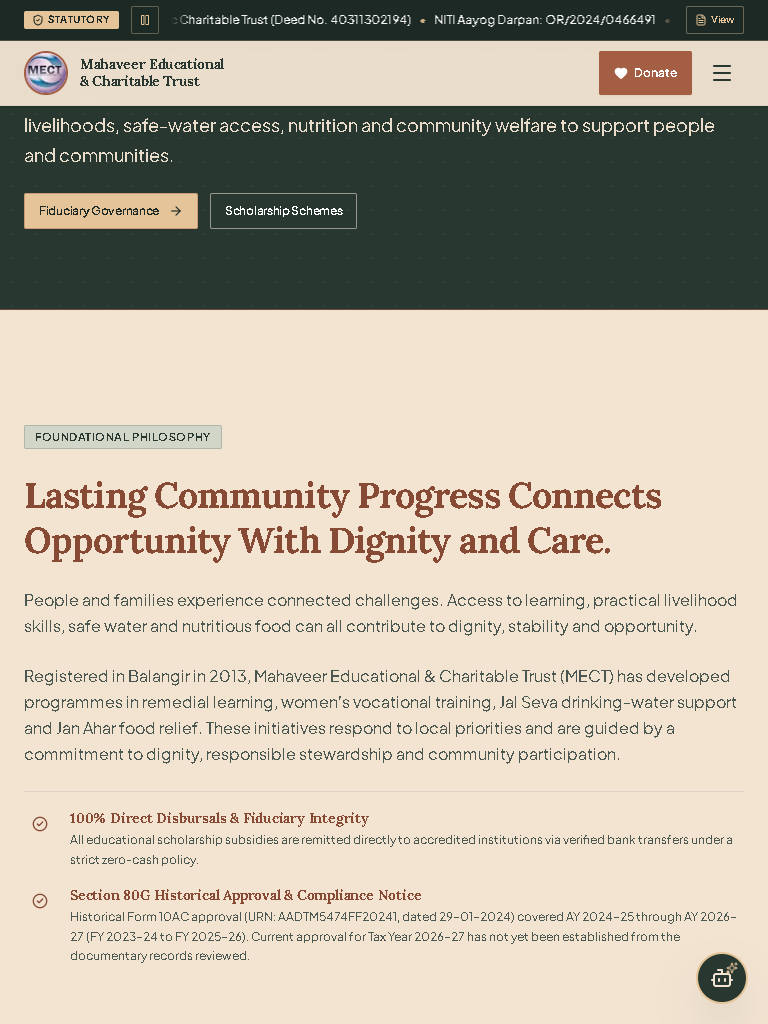 STATUTORY
Charitable Trust (Deed No. 40311302194) • NITI Aayog Darpan: OR/2024/0466491 •
View
MECT
Mahaveer Educational
& Charitable Trust
Donate
livelihoods, safe-water access, nutrition and community welfare to support people
and communities.
Fiduciary Governance
Scholarship Schemes
FOUNDATIONAL PHILOSOPHY
Lasting Community Progress Connects
Opportunity With Dignity and Care.
People and families experience connected challenges. Access to learning, practical livelihood
skills, safe water and nutritious food can all contribute to dignity, stability and opportunity.
Registered in Balangir in 2013, Mahaveer Educational & Charitable Trust (MECT) has developed
programmes in remedial learning, women's vocational training, Jal Seva drinking-water support
and Jan Ahar food relief. These initiatives respond to local priorities and are guided by a
commitment to dignity, responsible stewardship and community participation.
100% Direct Disbursals & Fiduciary Integrity
All educational scholarship subsidies are remitted directly to accredited institutions via verified bank transfers under a
strict zero-cash policy.
Section 80G Historical Approval & Compliance Notice
Historical Form 10AC approval (URN: AADTM5474FF20241, dated 29-01-2024) covered AY 2024-25 through AY 2026-
27 (FY 2023-24 to FY 2025-26). Current approval for Tax Year 2026-27 has not yet been established from the
documentary records reviewed.